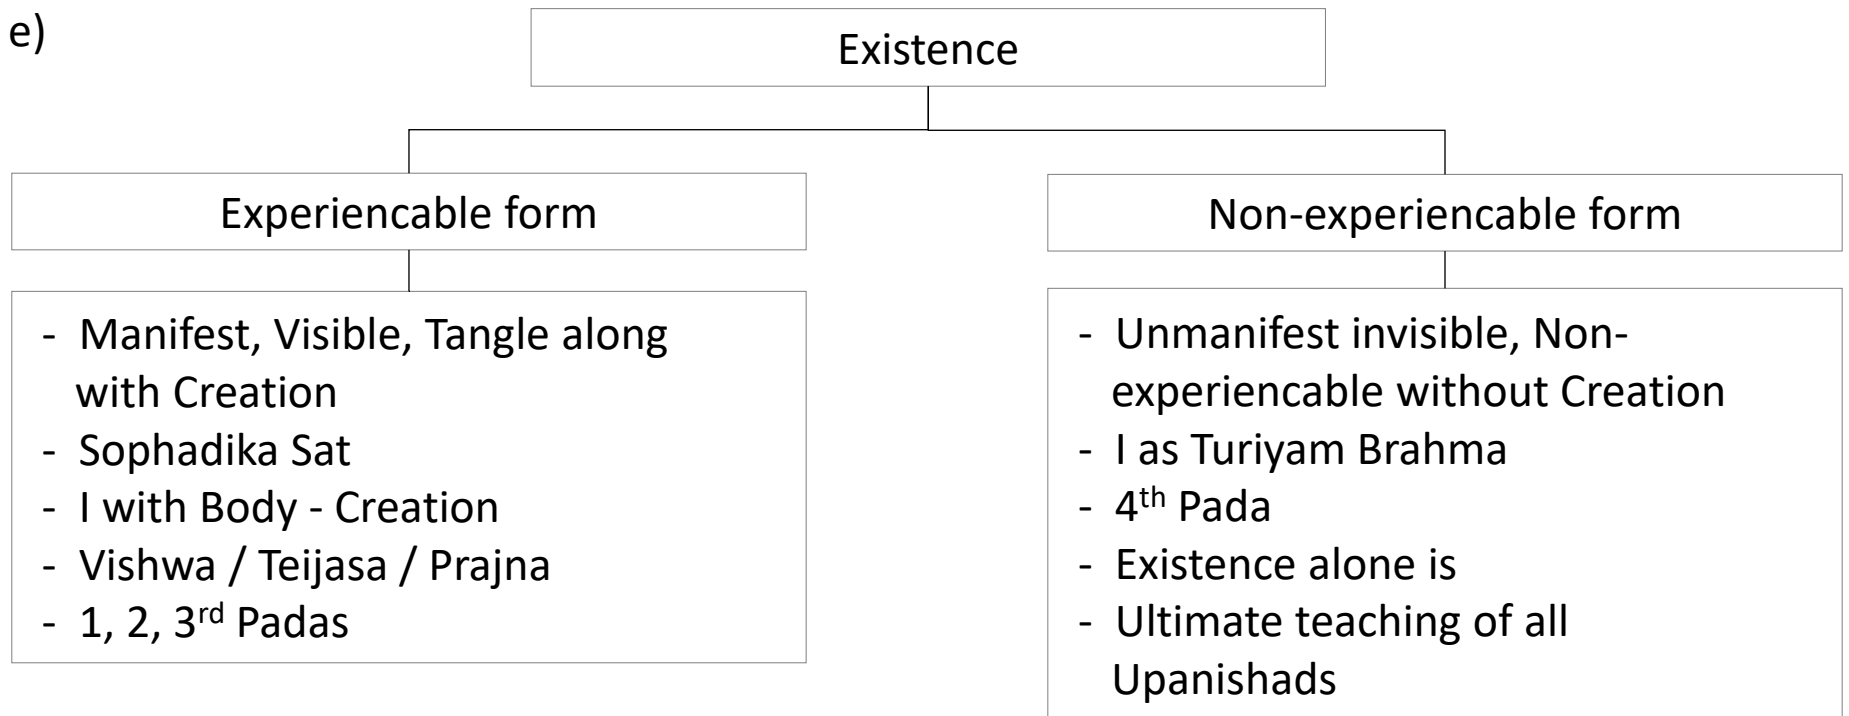 e)
Existence
Experiencable form
- Manifest, Visible, Tangle along
with Creation
- Sophadika Sat
- I with Body - Creation
- Vishwa / Teijasa / Prajna
- 1, 2, 3rd Padas
Non-experiencable form
- Unmanifest invisible, Non-
experiencable without Creation
- I as Turiyam Brahma
- 4th Pada
- Existence alone is
- Ultimate teaching of all
Upanishads